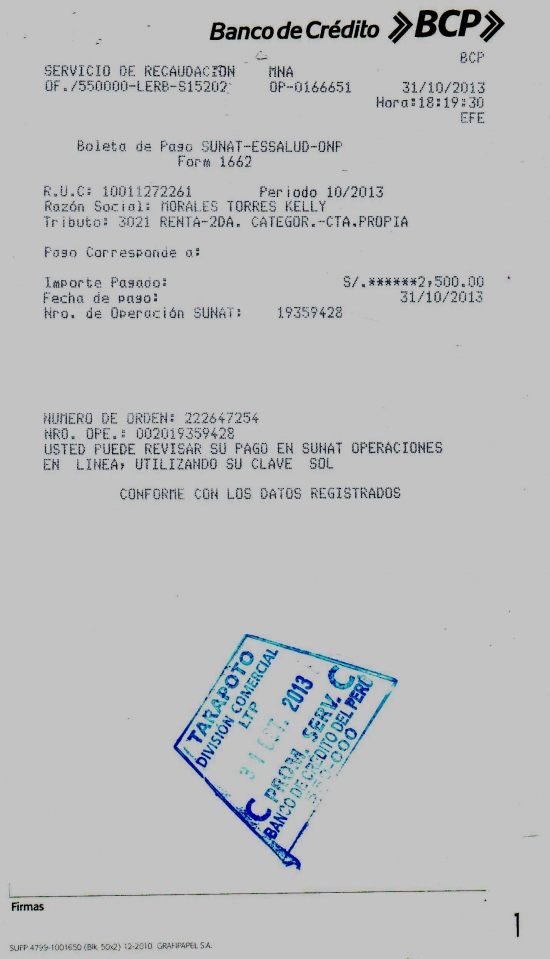 Banco de Crédito BCP
BCP
SERVICIO DE RECAUDACION MNA
OF./550000-LERB-S15202 OP-0166651 31/10/2013
Hora:18:19:30
EFE
Boleta de Pago SUNAT-ESSALUD-ONP
Form 1662
R.U.C: 10011272261 Periodo 10/2013
Razón Social: MORALES TORRES KELLY
Tributo: 3021 RENTA-2DA. CATEGOR.-CTA.PROPIA
Pago Corresponde a:
Importe Pagado: S/.******2,500.00
Fecha de pago: 31/10/2013
Nro. de Operación SUNAT: 19359428
NUMERO DE ORDEN: 222647254
NRO. OPE.: 002019359428
USTED PUEDE REVISAR SU PAGO EN SUNAT OPERACIONES
EN LINEA, UTILIZANDO SU CLAVE SOL
CONFORME CON LOS DATOS REGISTRADOS
TARAPOTO
DIVISIÓN COMERCIAL
LTP
31 OCT. 2013
C PROM. SERV. C
BANCO DE CRÉDITO DEL PERÚ
Firmas
1
SUFP 4799-1001650 (Blk. 50x2) 12-2010 GRAFIPAPEL S.A.